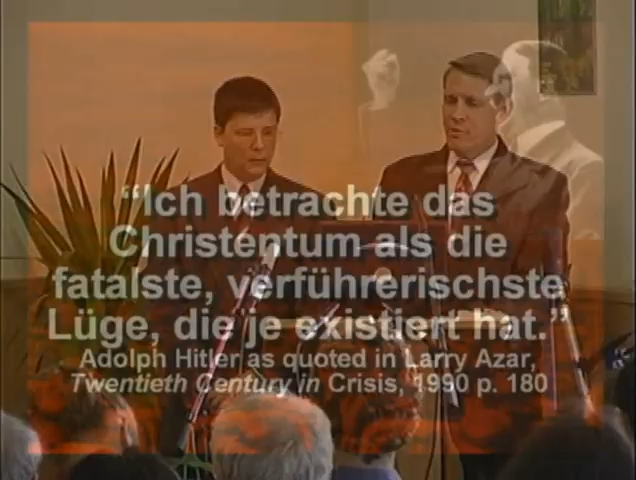 “Ich betrachte das
Christentum als die
fatalste, verführerischste
Lüge, die je existiert hat.”
Adolph Hitler as quoted in Larry Azar,
Twentieth Century in Crisis, 1990 p. 180